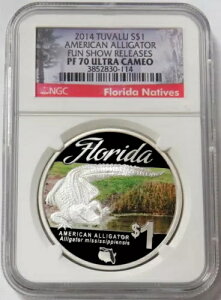 2014 TUVALU S$1
AMERICAN ALLIGATOR
FUN SHOW RELEASES
PF 70 ULTRA CAMEO
3852830-114
NGC
Florida Natives
Florida
$1
AMERICAN ALLIGATOR
Alligator mississippiensis